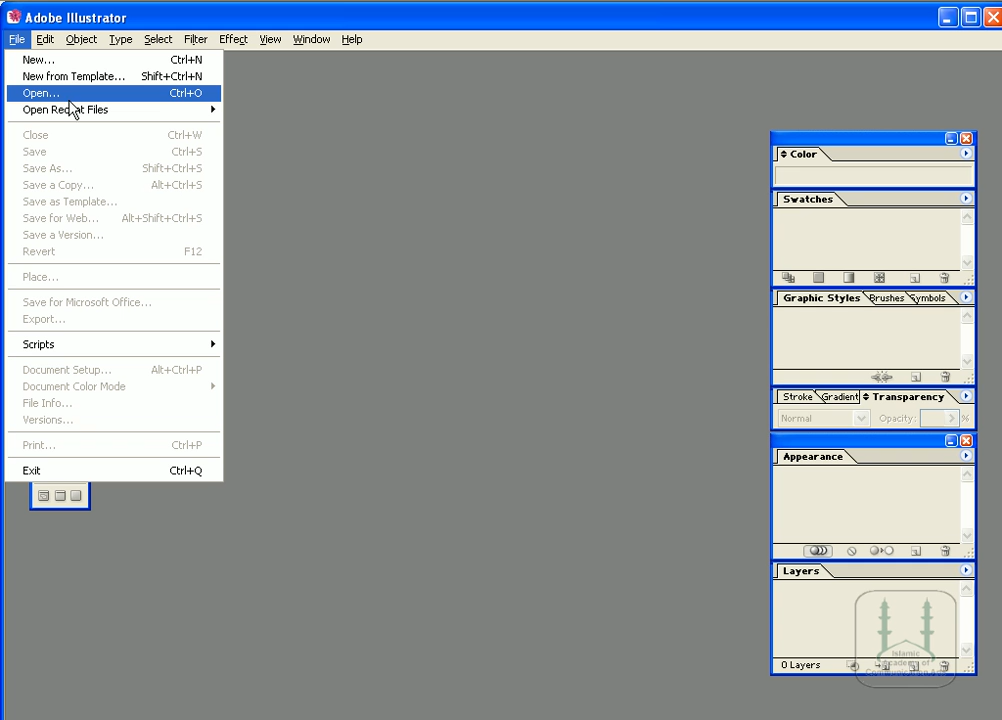 Adobe Illustrator
File Edit Object Type Select Filter Effect View Window Help
New... Ctrl+N
New from Template... Shift+Ctrl+N
Open... Ctrl+O
Open Recent Files
Close Ctrl+W
Save Ctrl+S
Save As... Shift+Ctrl+S
Save a Copy... Alt+Ctrl+S
Save as Template...
Save for Web... Alt+Shift+Ctrl+S
Save a Version...
Revert F12
Place...
Save for Microsoft Office...
Export...
Scripts
Document Setup... Alt+Ctrl+P
Document Color Mode
File Info...
Versions...
Print... Ctrl+P
Exit Ctrl+Q
Color
Swatches
Graphic Styles Brushes Symbols
Stroke Gradient Transparency
Normal Opacity: %
Appearance
Layers
Islamic
Academy of
0 Layers